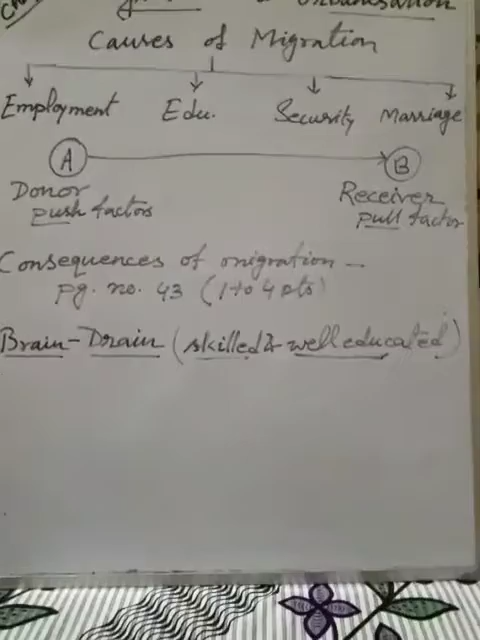 Causes of Migration
Employment Edu. Security Marriage
A B
Donor Receiver
push factors pull factor
Consequences of migration —
pg. no. 43 (1 to 4 pts)
Brain-Drain (skilled & well educated)